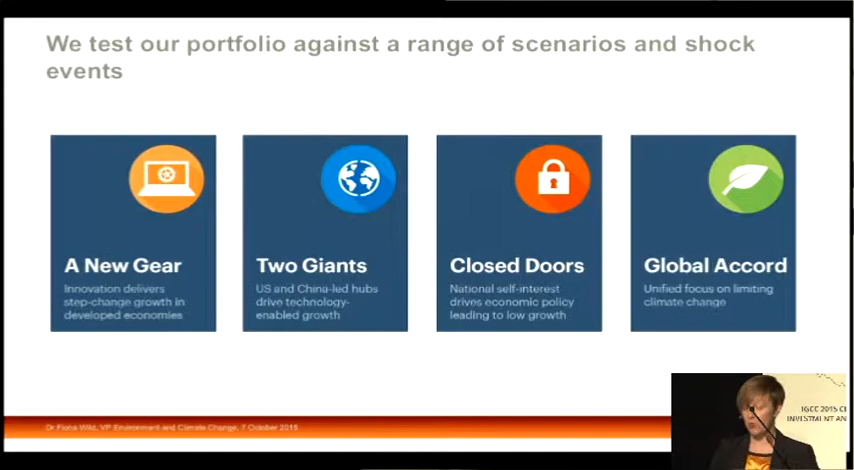 We test our portfolio against a range of scenarios and shock
events
A New Gear
Innovation delivers
step-change growth in
developed economies
Two Giants
US and China-led hubs
drive technology-
enabled growth
Closed Doors
National self-interest
drives economic policy
leading to low growth
Global Accord
Unified focus on limiting
climate change
Dr Fiona Wild, VP Environment and Climate Change, 7 October 2015
IGCC 2015 CI
INVESTMENT AN